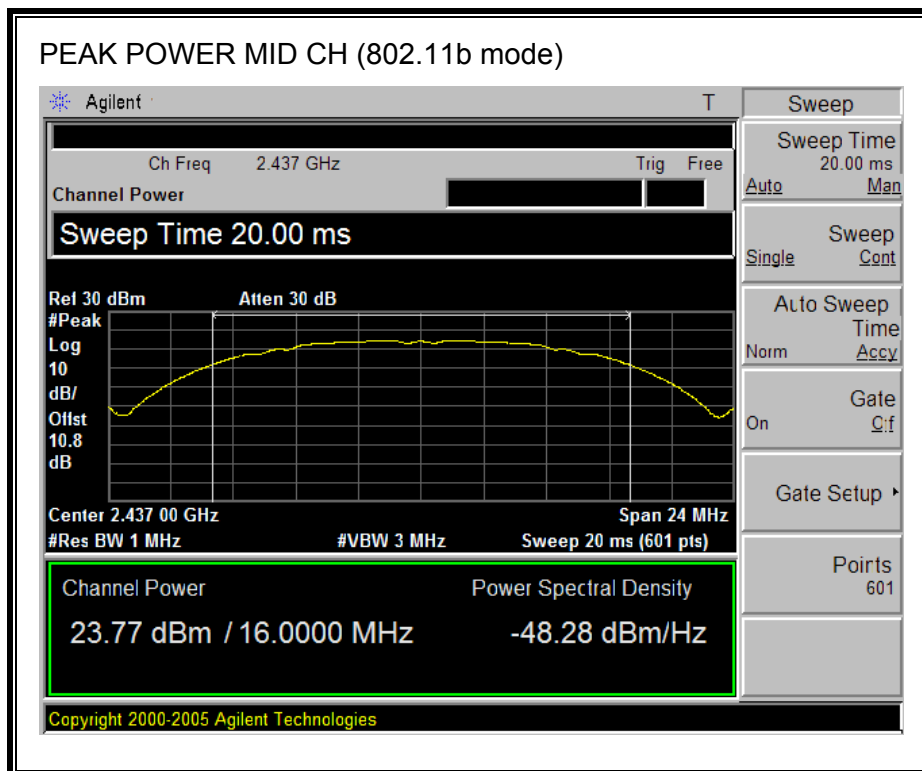 PEAK POWER MID CH (802.11b mode)
Agilent T
Sweep
Ch Freq 2.437 GHz Trig Free
Channel Power
Sweep Time 20.00 ms
Ref 30 dBm Atten 30 dB
#Peak
Log
10
dB/
Offst
10.8
dB
Center 2.437 00 GHz Span 24 MHz
#Res BW 1 MHz #VBW 3 MHz Sweep 20 ms (601 pts)
Channel Power Power Spectral Density
23.77 dBm / 16.0000 MHz -48.28 dBm/Hz
Copyright 2000-2005 Agilent Technologies
Sweep Time
20.00 ms
Auto Man
Sweep
Single Cont
Auto Sweep
Time
Norm Accy
Gate
On Off
Gate Setup
Points
601